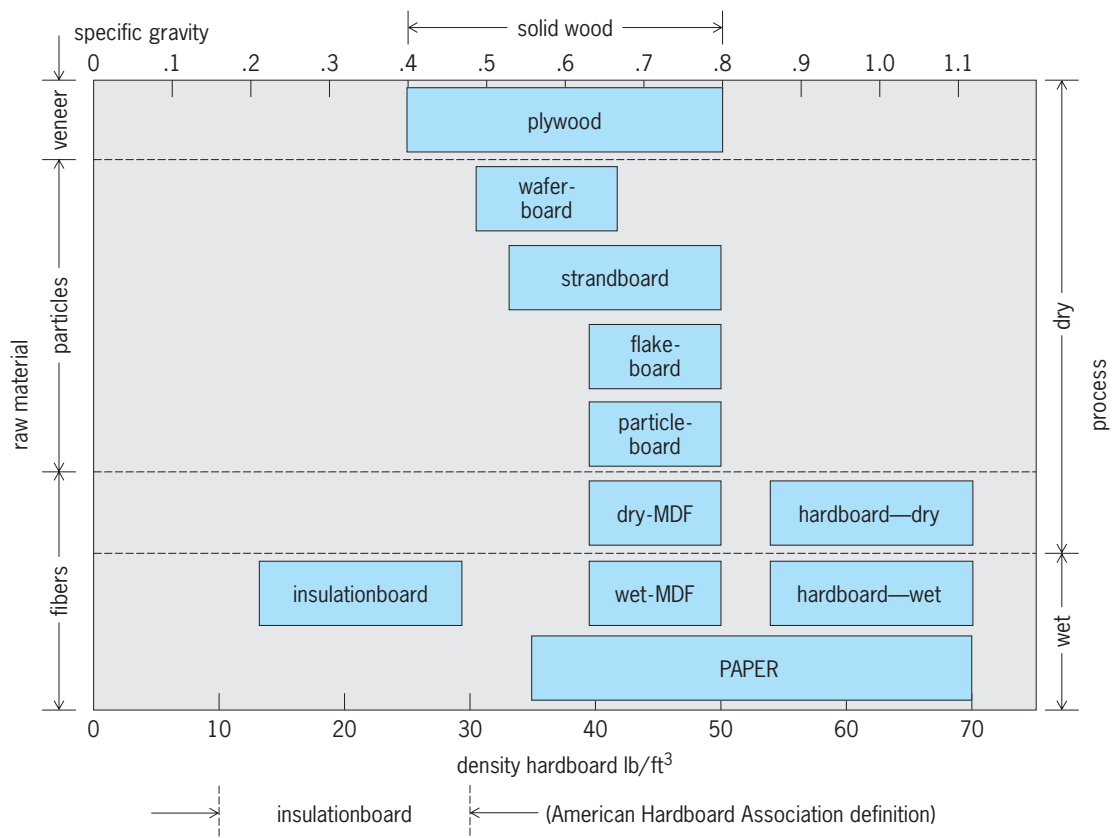 solid wood
specific gravity
0 .1 .2 .3 .4 .5 .6 .7 .8 .9 1.0 1.1
veneer
plywood
particles
wafer-
board
strandboard
flake-
board
particle-
board
raw material
dry
process
fibers
dry-MDF
hardboard—dry
insulationboard
wet-MDF
hardboard—wet
wet
PAPER
0 10 20 30 40 50 60 70
density hardboard lb/ft³
insulationboard
(American Hardboard Association definition)